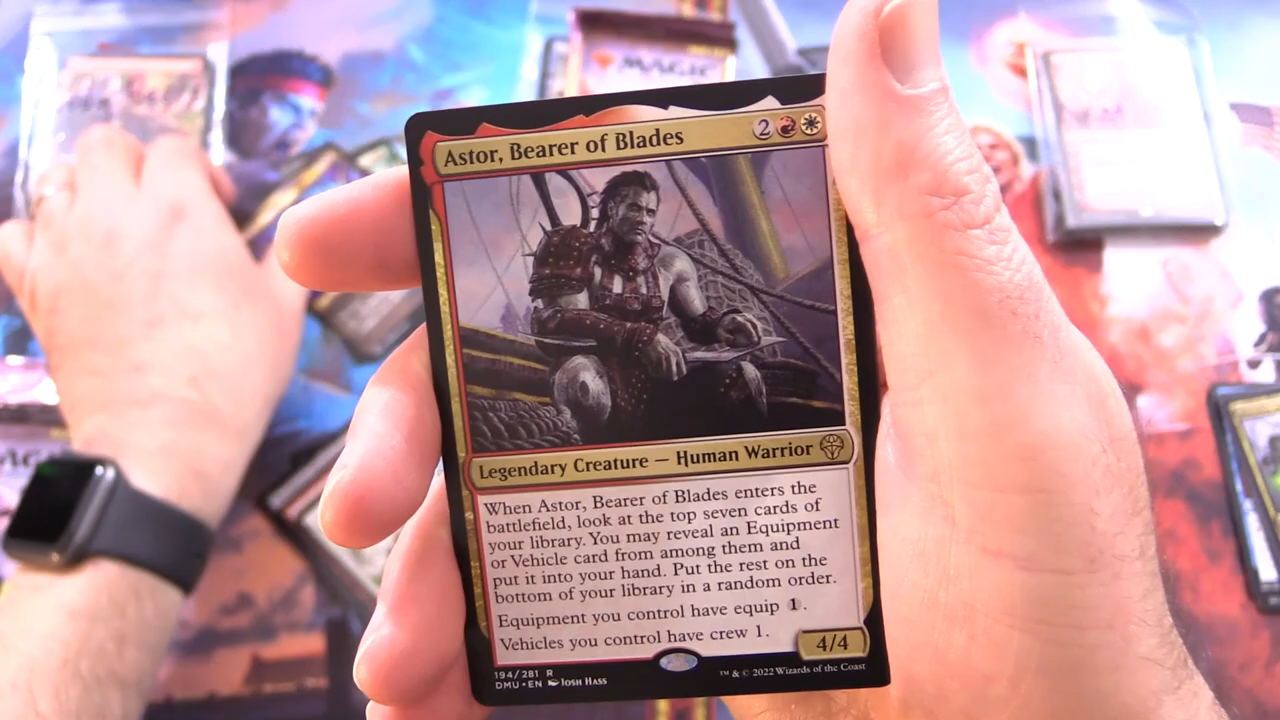 MAGIC
Astor, Bearer of Blades 2
Legendary Creature — Human Warrior
When Astor, Bearer of Blades enters the
battlefield, look at the top seven cards of
your library. You may reveal an Equipment
or Vehicle card from among them and
put it into your hand. Put the rest on the
bottom of your library in a random order.
Equipment you control have equip 1.
Vehicles you control have crew 1.
4/4
194/281 R
DMU • EN Josh Hass
™ & © 2022 Wizards of the Coast